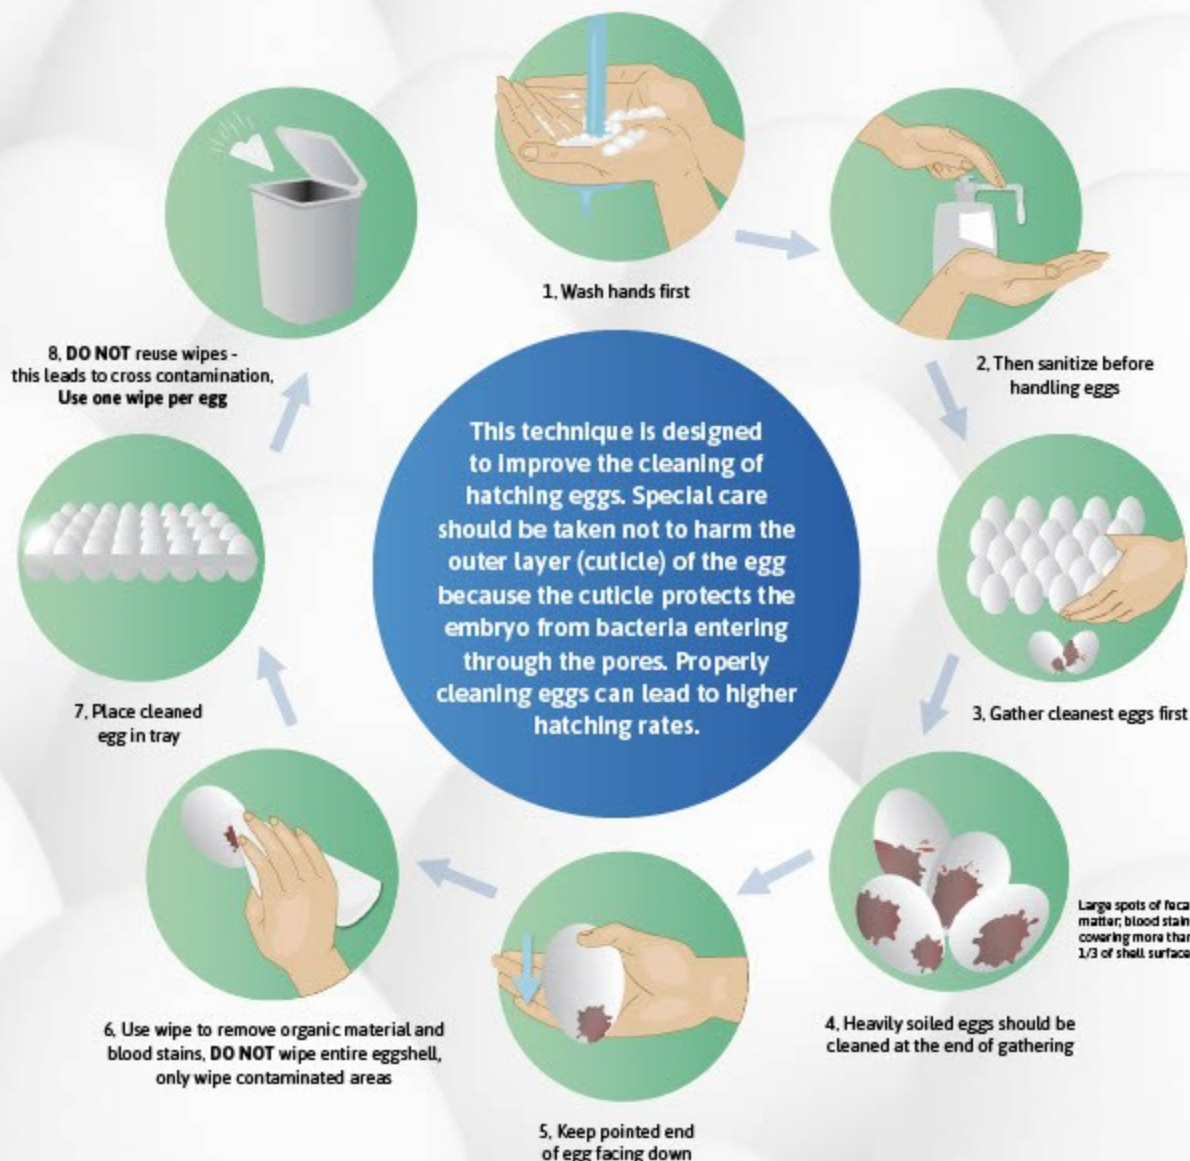 1, Wash hands first
2, Then sanitize before
handling eggs
3, Gather cleanest eggs first
Large spots of feca
matter; blood stain
covering more than
1/3 of shell surface
4, Heavily soiled eggs should be
cleaned at the end of gathering
5, Keep pointed end
of egg facing down
6, Use wipe to remove organic material and
blood stains, DO NOT wipe entire eggshell,
only wipe contaminated areas
7, Place cleaned
egg in tray
8, DO NOT reuse wipes -
this leads to cross contamination,
Use one wipe per egg
This technique is designed
to improve the cleaning of
hatching eggs. Special care
should be taken not to harm the
outer layer (cuticle) of the egg
because the cuticle protects the
embryo from bacteria entering
through the pores. Properly
cleaning eggs can lead to higher
hatching rates.